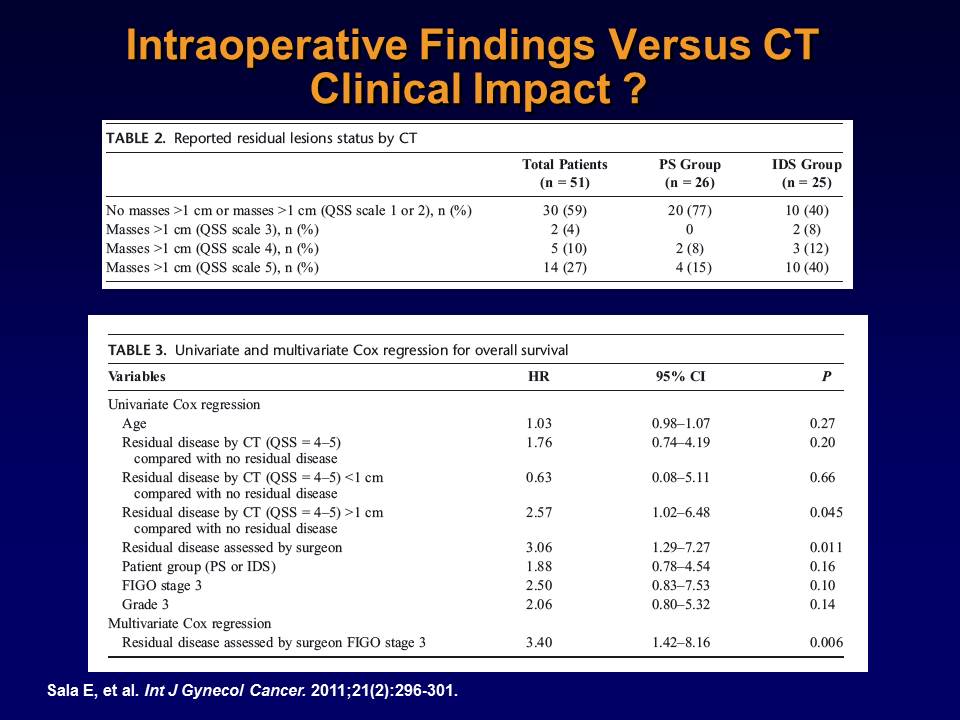 Intraoperative Findings Versus CT
Clinical Impact ?
TABLE 2. Reported residual lesions status by CT
Total Patients PS Group IDS Group
(n = 51) (n = 26) (n = 25)
No masses >1 cm or masses >1 cm (QSS scale 1 or 2), n (%) 30 (59) 20 (77) 10 (40)
Masses >1 cm (QSS scale 3), n (%) 2 (4) 0 2 (8)
Masses >1 cm (QSS scale 4), n (%) 5 (10) 2 (8) 3 (12)
Masses >1 cm (QSS scale 5), n (%) 14 (27) 4 (15) 10 (40)
TABLE 3. Univariate and multivariate Cox regression for overall survival
Variables HR 95% CI P
Univariate Cox regression
Age 1.03 0.98–1.07 0.27
Residual disease by CT (QSS = 4–5) 1.76 0.74–4.19 0.20
compared with no residual disease
Residual disease by CT (QSS = 4–5) <1 cm 0.63 0.08–5.11 0.66
compared with no residual disease
Residual disease by CT (QSS = 4–5) >1 cm 2.57 1.02–6.48 0.045
compared with no residual disease
Residual disease assessed by surgeon 3.06 1.29–7.27 0.011
Patient group (PS or IDS) 1.88 0.78–4.54 0.16
FIGO stage 3 2.50 0.83–7.53 0.10
Grade 3 2.06 0.80–5.32 0.14
Multivariate Cox regression
Residual disease assessed by surgeon FIGO stage 3 3.40 1.42–8.16 0.006
Sala E, et al. Int J Gynecol Cancer. 2011;21(2):296-301.